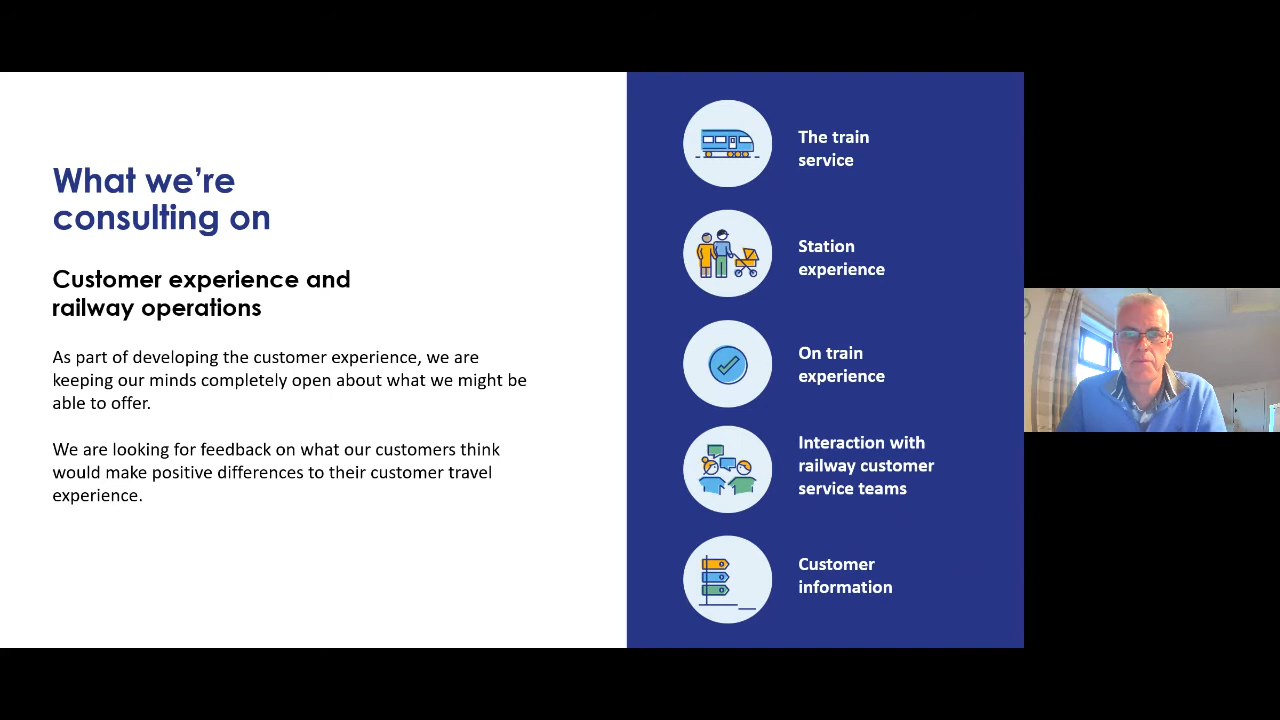 What we're
consulting on
Customer experience and
railway operations
As part of developing the customer experience, we are
keeping our minds completely open about what we might be
able to offer.
We are looking for feedback on what our customers think
would make positive differences to their customer travel
experience.
The train
service
Station
experience
On train
experience
Interaction with
railway customer
service teams
Customer
information